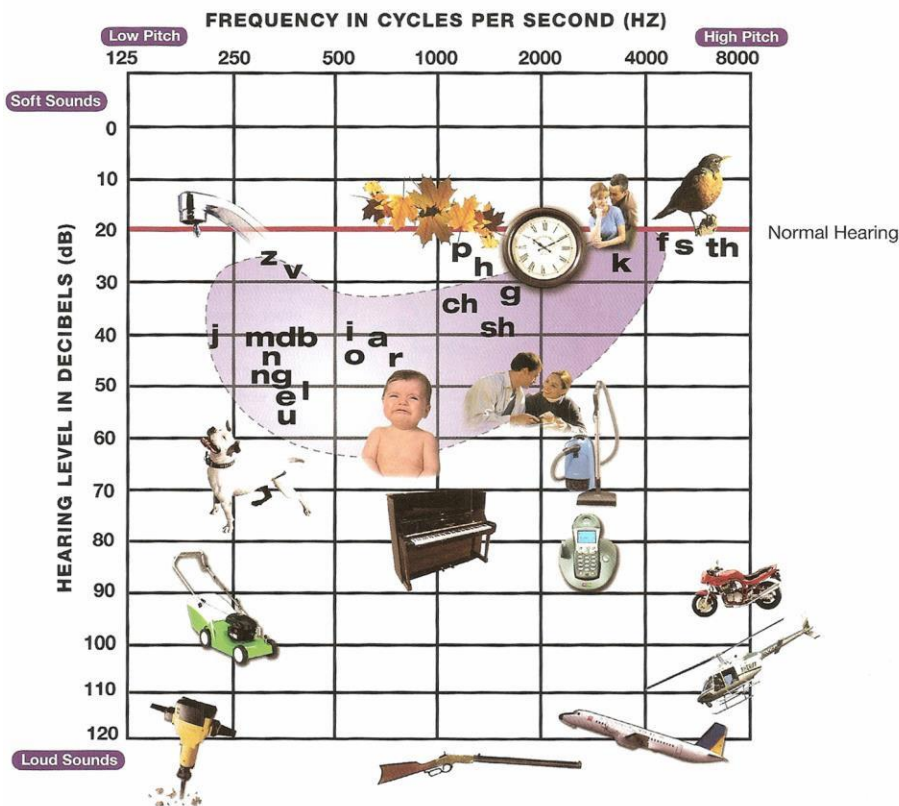 FREQUENCY IN CYCLES PER SECOND (HZ)
Low Pitch
High Pitch
125 250 500 1000 2000 4000 8000
Soft Sounds
0
10
20
Normal Hearing
f s th
p
z
k
h
v
30
g
ch
sh
40
j mdb i a
n o r
ng
50
l
e
u
60
70
80
90
100
110
120
Loud Sounds
HEARING LEVEL IN DECIBELS (dB)